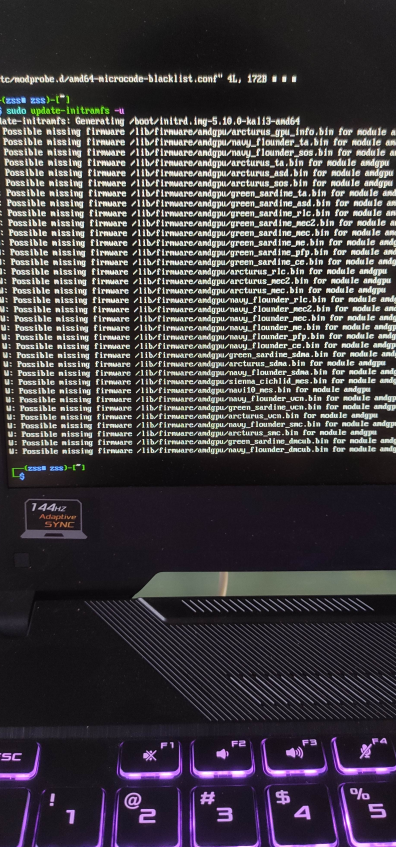 tc/modprobe.d/amd64-microcode-blacklist.conf" 4L, 172B
-(zss㉿ zss)-[~]
$ sudo update-initramfs -u
date-initramfs: Generating /boot/initrd.img-5.10.0-kali3-amd64
Possible missing firmware /lib/firmware/amdgpu/arcturus_gpu_info.bin for module a
Possible missing firmware /lib/firmware/amdgpu/navy_flounder_ta.bin for module am
Possible missing firmware /lib/firmware/amdgpu/navy_flounder_sos.bin for module a
Possible missing firmware /lib/firmware/amdgpu/arcturus_ta.bin for module amdgpu
Possible missing firmware /lib/firmware/amdgpu/arcturus_asd.bin for module amdgpu
Possible missing firmware /lib/firmware/amdgpu/arcturus_sos.bin for module amdgpu
Possible missing firmware /lib/firmware/amdgpu/green_sardine_ta.bin for module am
: Possible missing firmware /lib/firmware/amdgpu/green_sardine_asd.bin for module a
: Possible missing firmware /lib/firmware/amdgpu/green_sardine_rlc.bin for module a
: Possible missing firmware /lib/firmware/amdgpu/green_sardine_mec2.bin for module
: Possible missing firmware /lib/firmware/amdgpu/green_sardine_mec.bin for module a
: Possible missing firmware /lib/firmware/amdgpu/green_sardine_me.bin for module am
: Possible missing firmware /lib/firmware/amdgpu/green_sardine_pfp.bin for module a
: Possible missing firmware /lib/firmware/amdgpu/green_sardine_ce.bin for module am
W: Possible missing firmware /lib/firmware/amdgpu/arcturus_rlc.bin for module amdgpu
W: Possible missing firmware /lib/firmware/amdgpu/arcturus_mec2.bin for module amdgpu
W: Possible missing firmware /lib/firmware/amdgpu/arcturus_mec.bin for module amdgpu
W: Possible missing firmware /lib/firmware/amdgpu/navy_flounder_rlc.bin for module a
W: Possible missing firmware /lib/firmware/amdgpu/navy_flounder_mec2.bin for module
W: Possible missing firmware /lib/firmware/amdgpu/navy_flounder_mec.bin for module a
W: Possible missing firmware /lib/firmware/amdgpu/navy_flounder_me.bin for module am
W: Possible missing firmware /lib/firmware/amdgpu/navy_flounder_pfp.bin for module a
W: Possible missing firmware /lib/firmware/amdgpu/navy_flounder_ce.bin for module am
W: Possible missing firmware /lib/firmware/amdgpu/green_sardine_sdma.bin for module
W: Possible missing firmware /lib/firmware/amdgpu/arcturus_sdma.bin for module amdgpu
W: Possible missing firmware /lib/firmware/amdgpu/navy_flounder_sdma.bin for module
W: Possible missing firmware /lib/firmware/amdgpu/sienna_cichlid_mes.bin for module
W: Possible missing firmware /lib/firmware/amdgpu/navi10_mes.bin for module amdgpu
W: Possible missing firmware /lib/firmware/amdgpu/navy_flounder_vcn.bin for module a
W: Possible missing firmware /lib/firmware/amdgpu/green_sardine_vcn.bin for module a
W: Possible missing firmware /lib/firmware/amdgpu/arcturus_vcn.bin for module amdgpu
W: Possible missing firmware /lib/firmware/amdgpu/navy_flounder_smc.bin for module a
W: Possible missing firmware /lib/firmware/amdgpu/arcturus_smc.bin for module amdgpu
W: Possible missing firmware /lib/firmware/amdgpu/green_sardine_dmcub.bin for module
W: Possible missing firmware /lib/firmware/amdgpu/navy_flounder_dmcub.bin for module
(zss㉿ zss)-[~]
$
144Hz
Adaptive
SYNC
SC F1 F2 F3 F4
! 1 @ 2 # 3 $ 4 % 5